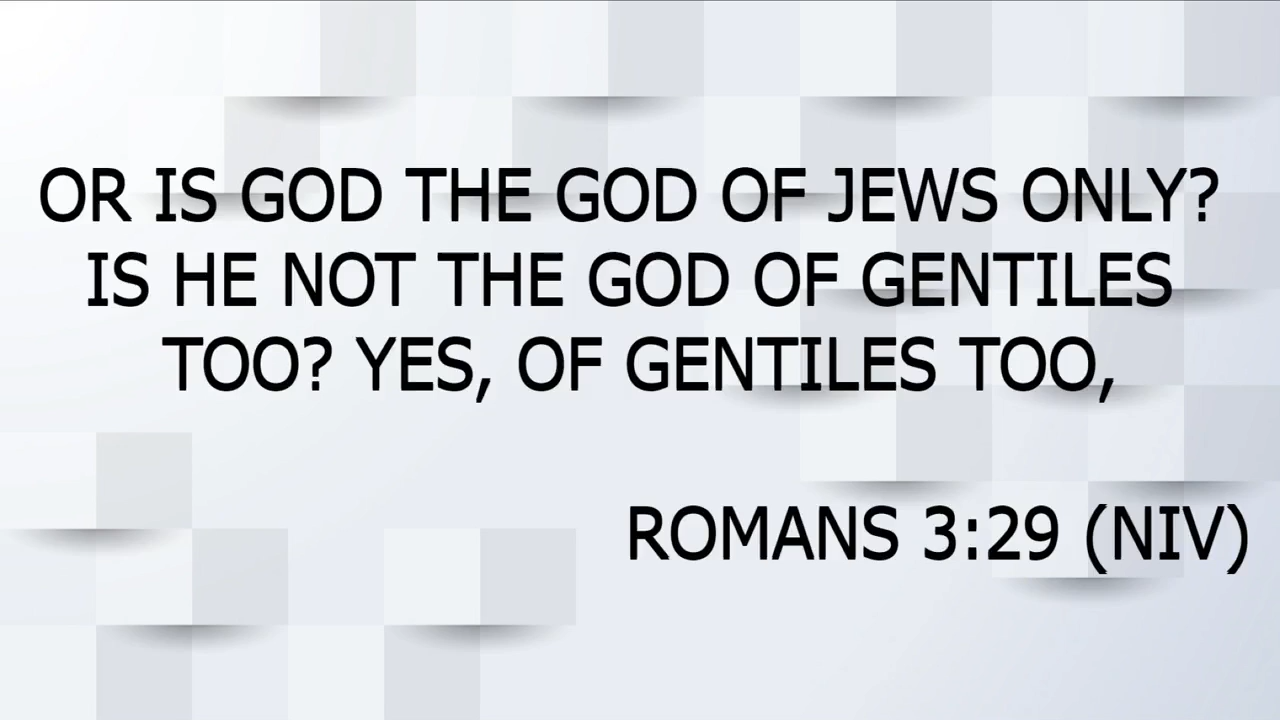 OR IS GOD THE GOD OF JEWS ONLY?
IS HE NOT THE GOD OF GENTILES
TOO? YES, OF GENTILES TOO,
ROMANS 3:29 (NIV)